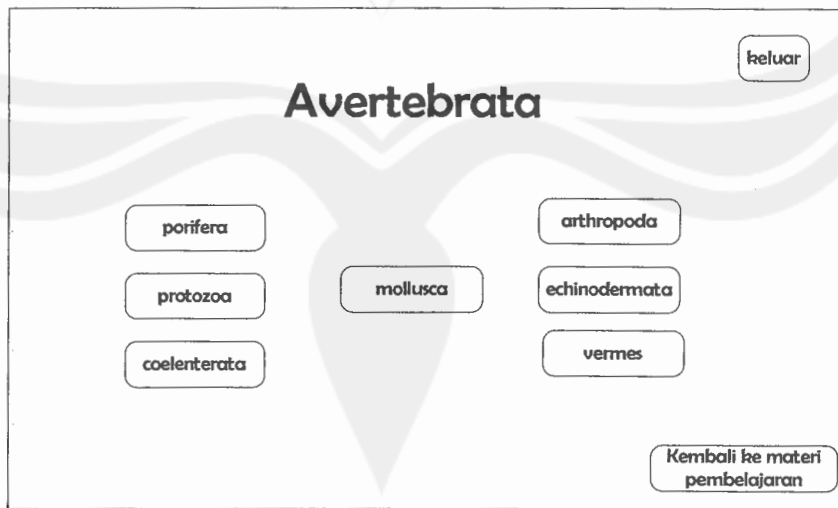 keluar
Avertebrata
porifera
arthropoda
protozoa
mollusca
echinodermata
coelenterata
vermes
Kembali ke materi
pembelajaran